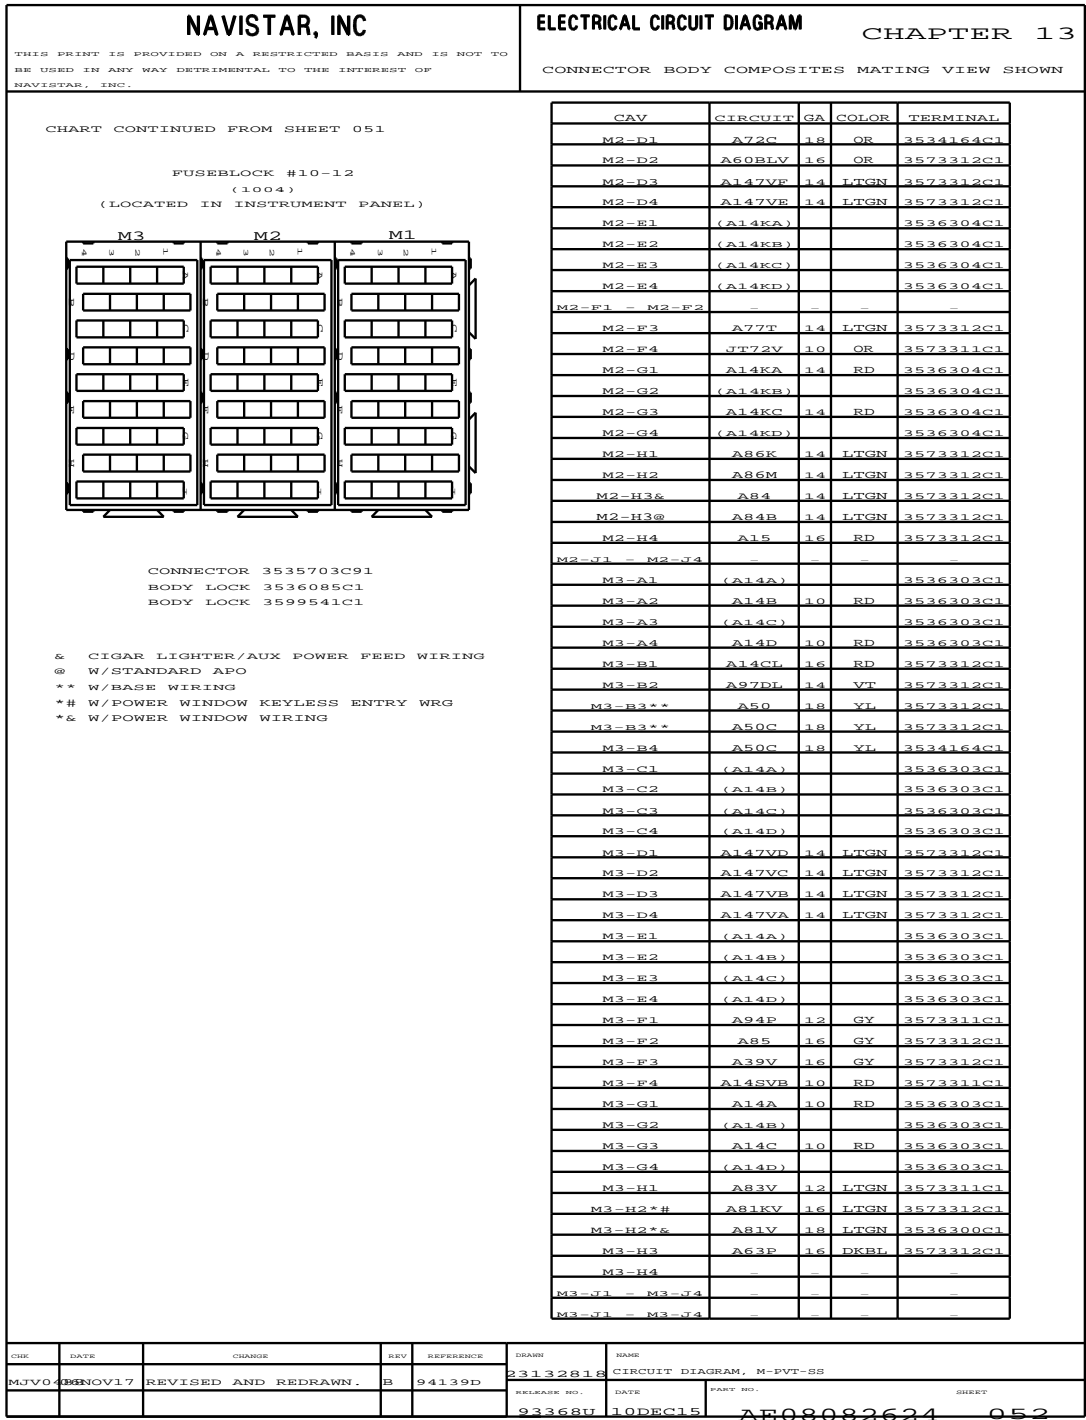 NAVISTAR, INC
THIS PRINT IS PROVIDED ON A RESTRICTED BASIS AND IS NOT TO
BE USED IN ANY WAY DETRIMENTAL TO THE INTEREST OF
NAVISTAR, INC.
ELECTRICAL CIRCUIT DIAGRAM
CHAPTER 13
CONNECTOR BODY COMPOSITES MATING VIEW SHOWN
CHART CONTINUED FROM SHEET 051
FUSEBLOCK #10-12
(1004)
(LOCATED IN INSTRUMENT PANEL)
M3 M2 M1
4 3 2 1 4 3 2 1 4 3 2 1
CONNECTOR 3535703C91
BODY LOCK 3536085C1
BODY LOCK 3599541C1
& CIGAR LIGHTER/AUX POWER FEED WIRING
@ W/STANDARD APO
** W/BASE WIRING
*# W/POWER WINDOW KEYLESS ENTRY WRG
*& W/POWER WINDOW WIRING
CAV CIRCUIT GA COLOR TERMINAL
M2-D1 A72C 18 OR 3534164C1
M2-D2 A60BLV 16 OR 3573312C1
M2-D3 A147VF 14 LTGN 3573312C1
M2-D4 A147VE 14 LTGN 3573312C1
M2-E1 (A14KA) 3536304C1
M2-E2 (A14KB) 3536304C1
M2-E3 (A14KC) 3536304C1
M2-E4 (A14KD) 3536304C1
M2-F1 - M2-F2 - - - -
M2-F3 A77T 14 LTGN 3573312C1
M2-F4 JT72V 10 OR 3573311C1
M2-G1 A14KA 14 RD 3536304C1
M2-G2 (A14KB) 3536304C1
M2-G3 A14KC 14 RD 3536304C1
M2-G4 (A14KD) 3536304C1
M2-H1 A86K 14 LTGN 3573312C1
M2-H2 A86M 14 LTGN 3573312C1
M2-H3& A84 14 LTGN 3573312C1
M2-H3@ A84B 14 LTGN 3573312C1
M2-H4 A15 16 RD 3573312C1
M2-J1 - M2-J4 - - - -
M3-A1 (A14A) 3536303C1
M3-A2 A14B 10 RD 3536303C1
M3-A3 (A14C) 3536303C1
M3-A4 A14D 10 RD 3536303C1
M3-B1 A14CL 16 RD 3573312C1
M3-B2 A97DL 14 VT 3573312C1
M3-B3** A50 18 YL 3573312C1
M3-B3** A50C 18 YL 3573312C1
M3-B4 A50C 18 YL 3534164C1
M3-C1 (A14A) 3536303C1
M3-C2 (A14B) 3536303C1
M3-C3 (A14C) 3536303C1
M3-C4 (A14D) 3536303C1
M3-D1 A147VD 14 LTGN 3573312C1
M3-D2 A147VC 14 LTGN 3573312C1
M3-D3 A147VB 14 LTGN 3573312C1
M3-D4 A147VA 14 LTGN 3573312C1
M3-E1 (A14A) 3536303C1
M3-E2 (A14B) 3536303C1
M3-E3 (A14C) 3536303C1
M3-E4 (A14D) 3536303C1
M3-F1 A94P 12 GY 3573311C1
M3-F2 A85 16 GY 3573312C1
M3-F3 A39V 16 GY 3573312C1
M3-F4 A14SVB 10 RD 3573311C1
M3-G1 A14A 10 RD 3536303C1
M3-G2 (A14B) 3536303C1
M3-G3 A14C 10 RD 3536303C1
M3-G4 (A14D) 3536303C1
M3-H1 A83V 12 LTGN 3573311C1
M3-H2*# A81KV 16 LTGN 3573312C1
M3-H2*& A81V 18 LTGN 3536300C1
M3-H3 A63P 16 DKBL 3573312C1
M3-H4 - - - -
M3-J1 - M3-J4 - - - -
M3-J1 - M3-J4 - - - -
CHK DATE CHANGE REV REFERENCE
REVISED AND REDRAWN. B 94139D
DRAWN NAME
23132818 CIRCUIT DIAGRAM, M-PVT-SS
RELEASE NO. DATE PART NO. SHEET
93368U 10DEC15 AE08082624 052